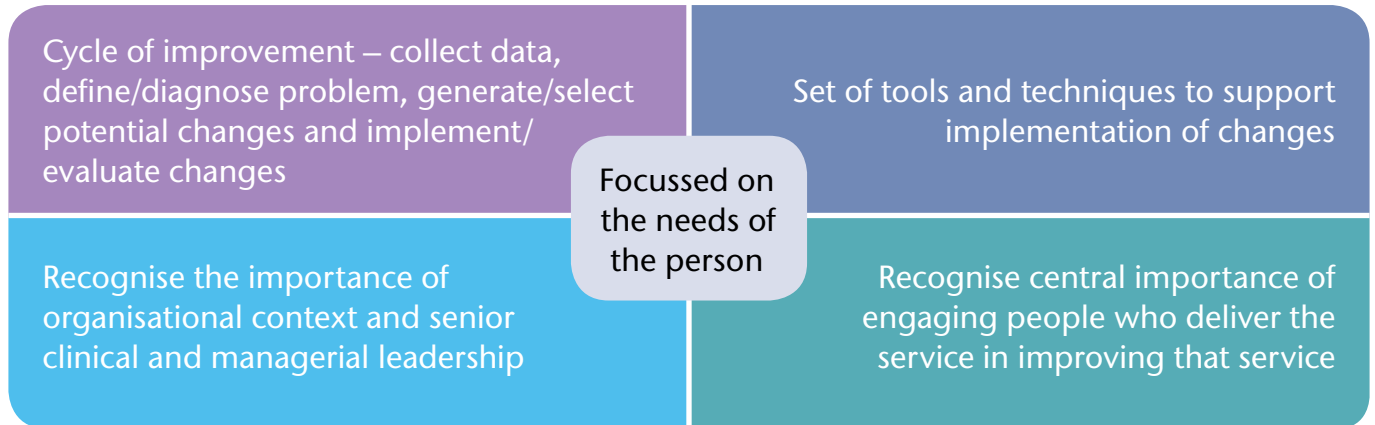 Cycle of improvement – collect data,
define/diagnose problem, generate/select
potential changes and implement/
evaluate changes
Set of tools and techniques to support
implementation of changes
Focussed on
the needs of
the person
Recognise the importance of
organisational context and senior
clinical and managerial leadership
Recognise central importance of
engaging people who deliver the
service in improving that service